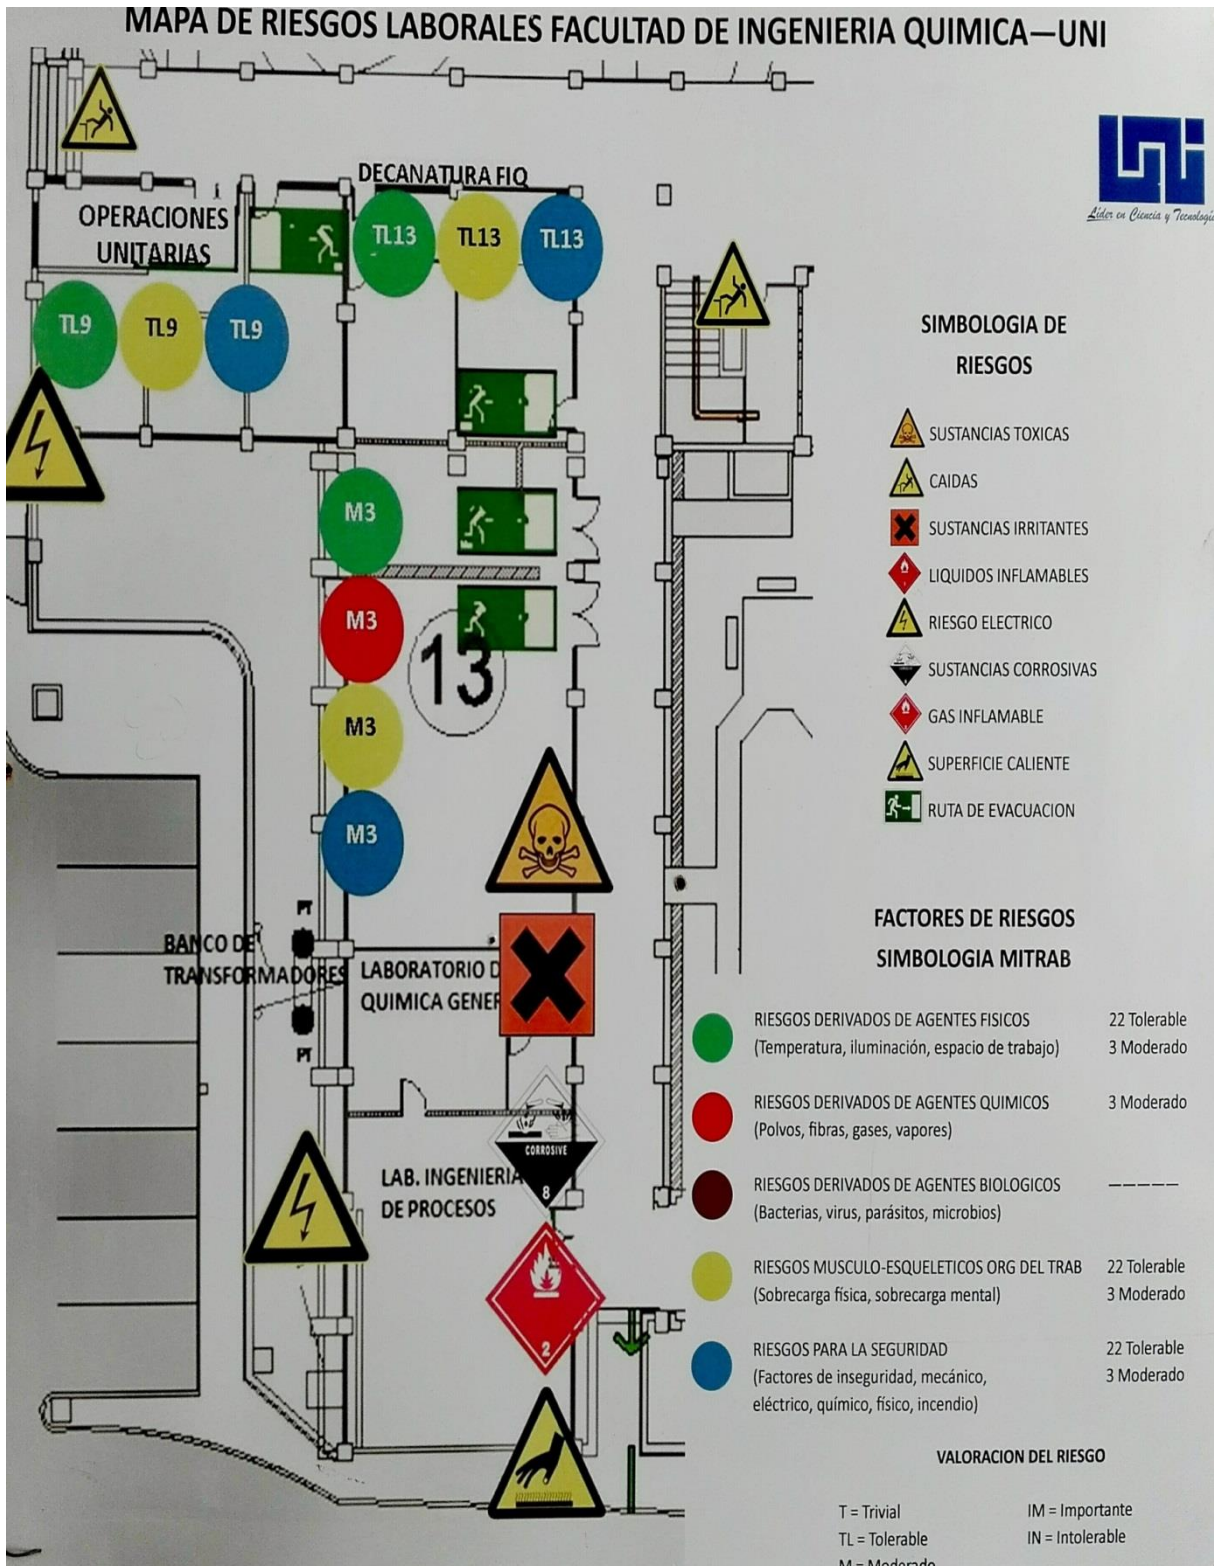 MAPA DE RIESGOS LABORALES FACULTAD DE INGENIERIA QUIMICA—UNI
Líder en Ciencia y Tecnología
DECANATURA FIQ
OPERACIONES
UNITARIAS
TL13
TL13
TL13
TL9
TL9
TL9
M3
M3
13
M3
M3
PT
BANCO DE
TRANSFORMADORES
PT
LABORATORIO D
QUIMICA GENER
CORROSIVE
8
LAB. INGENIERIA
DE PROCESOS
2
SIMBOLOGIA DE
RIESGOS
SUSTANCIAS TOXICAS
CAIDAS
SUSTANCIAS IRRITANTES
LIQUIDOS INFLAMABLES
RIESGO ELECTRICO
SUSTANCIAS CORROSIVAS
GAS INFLAMABLE
SUPERFICIE CALIENTE
RUTA DE EVACUACION
FACTORES DE RIESGOS
SIMBOLOGIA MITRAB
RIESGOS DERIVADOS DE AGENTES FISICOS 22 Tolerable
(Temperatura, iluminación, espacio de trabajo) 3 Moderado
RIESGOS DERIVADOS DE AGENTES QUIMICOS 3 Moderado
(Polvos, fibras, gases, vapores)
RIESGOS DERIVADOS DE AGENTES BIOLOGICOS -----
(Bacterias, virus, parásitos, microbios)
RIESGOS MUSCULO-ESQUELETICOS ORG DEL TRAB 22 Tolerable
(Sobrecarga física, sobrecarga mental) 3 Moderado
RIESGOS PARA LA SEGURIDAD 22 Tolerable
(Factores de inseguridad, mecánico, 3 Moderado
eléctrico, químico, físico, incendio)
VALORACION DEL RIESGO
T = Trivial IM = Importante
TL = Tolerable IN = Intolerable
M = Moderado